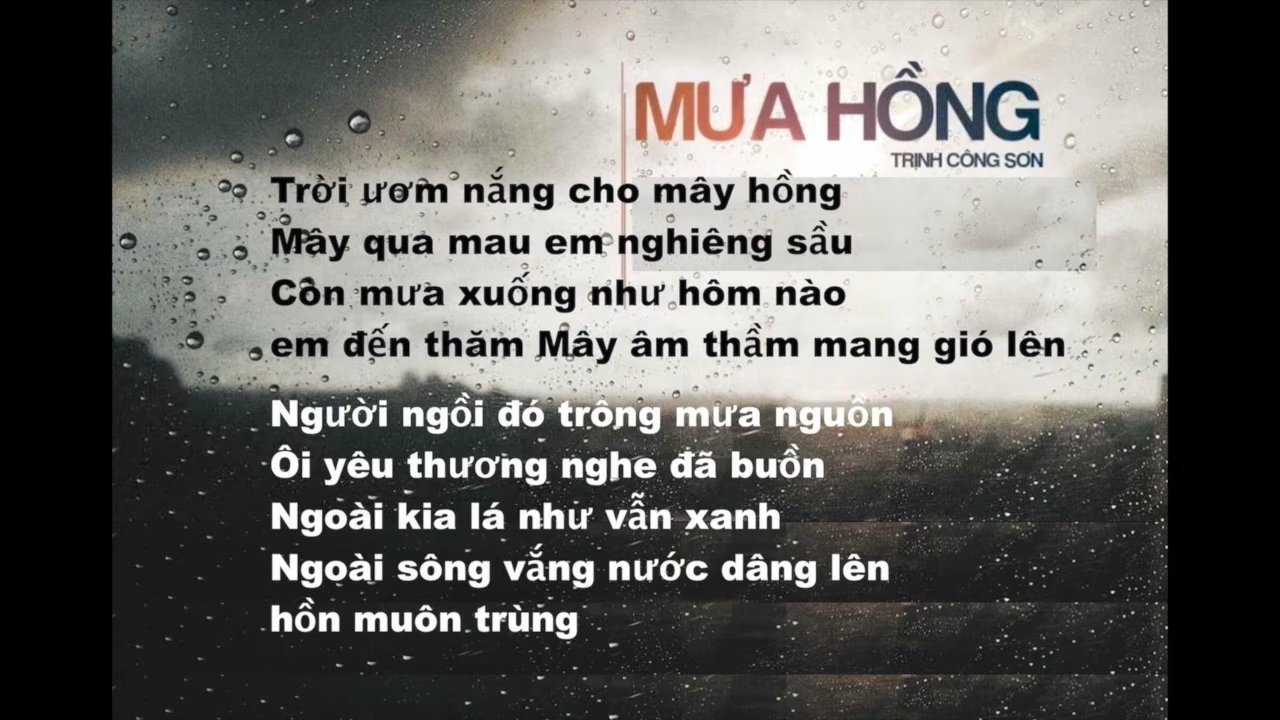 MƯA HỒNG
TRỊNH CÔNG SƠN
Trời ươm nắng cho mây hồng
Mây qua mau em nghiêng sầu
Còn mưa xuống như hôm nào
em đến thăm Mây âm thầm mang gió lên
Người ngồi đó trông mưa nguồn
Ôi yêu thương nghe đã buồn
Ngoài kia lá như vẫn xanh
Ngoài sông vắng nước dâng lên
hồn muôn trùng